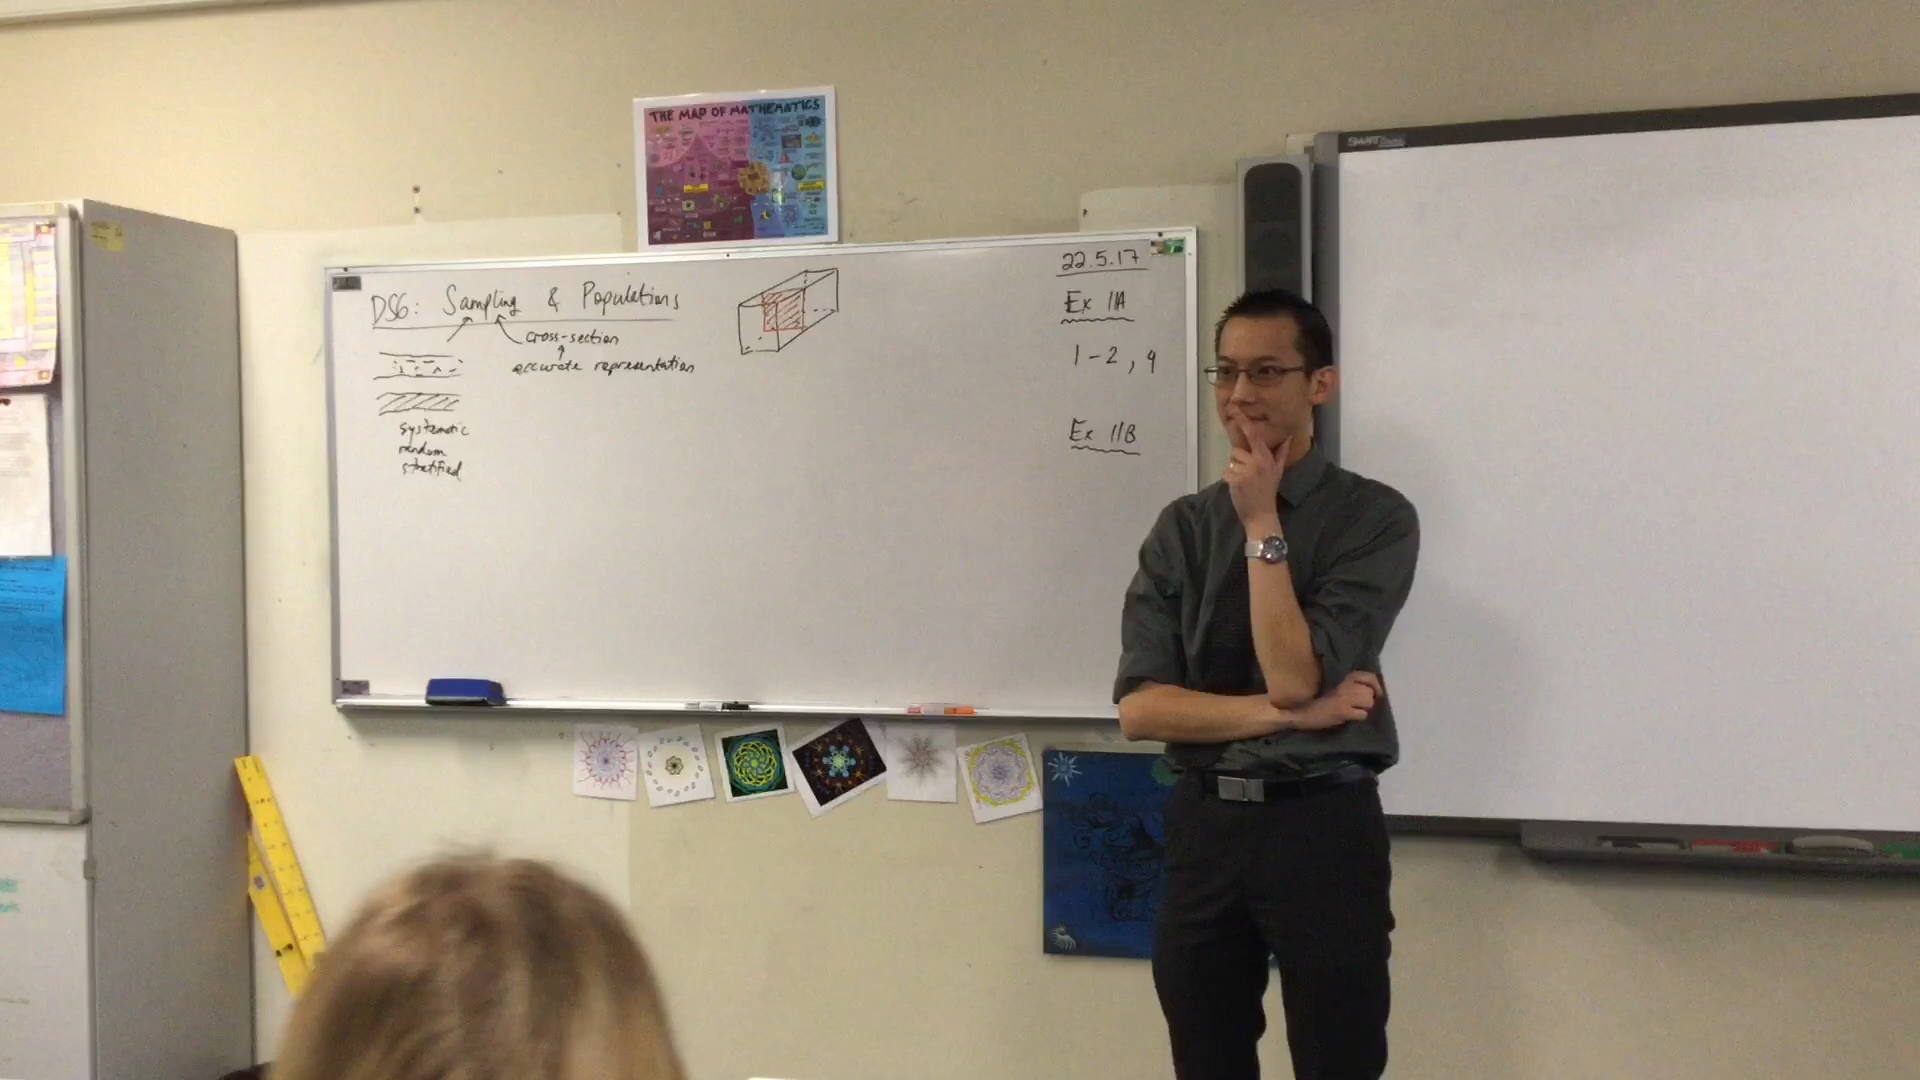 THE MAP OF MATHEMATICS
SMART
22.5.17
DS6: Sampling & Populations
Ex 11A
cross-section
accurate representation
1-2, 4
systematic
random
stratified
Ex 11B